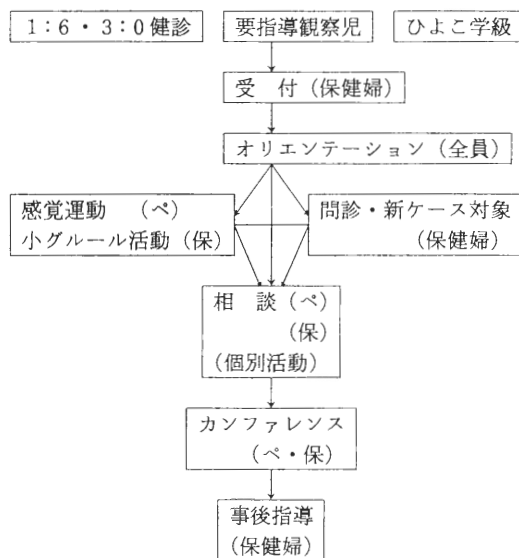 1:6・3:0健診
要指導観察児
ひよこ学級
受　付(保健婦)
オリエンテーション(全員)
感覚運動　(ペ)
小グルール活動(保)
問診・新ケース対象
(保健婦)
相　談(ペ)
(保)
(個別活動)
カンファレンス
(ペ・保)
事後指導
(保健婦)